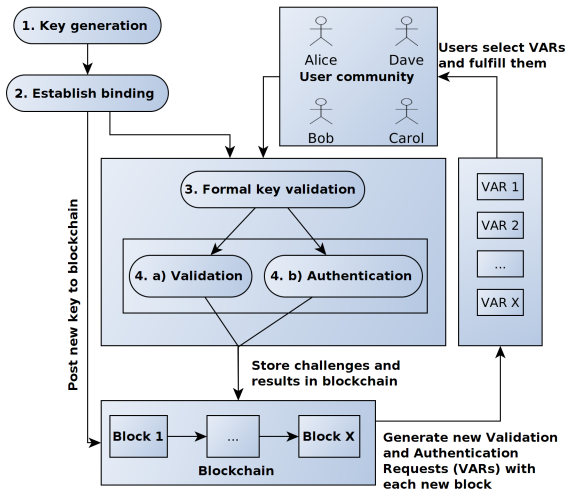 1. Key generation
2. Establish binding
Alice
Dave
User community
Bob
Carol
Users select VARs
and fulfill them
3. Formal key validation
4. a) Validation
4. b) Authentication
VAR 1
VAR 2
...
VAR X
Post new key to blockchain
Store challenges and
results in blockchain
Block 1
...
Block X
Blockchain
Generate new Validation
and Authentication
Requests (VARs) with
each new block